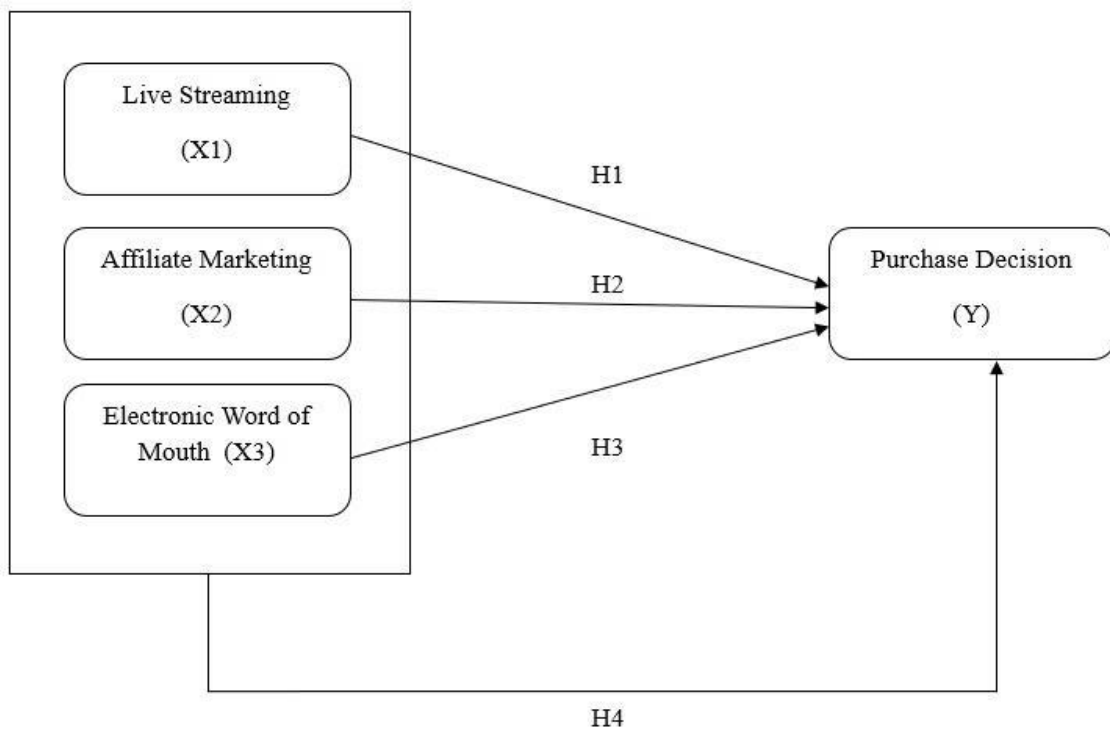 Live Streaming
(X1)
H1
Affiliate Marketing
(X2)
H2
Purchase Decision
(Y)
Electronic Word of
Mouth (X3)
H3
H4